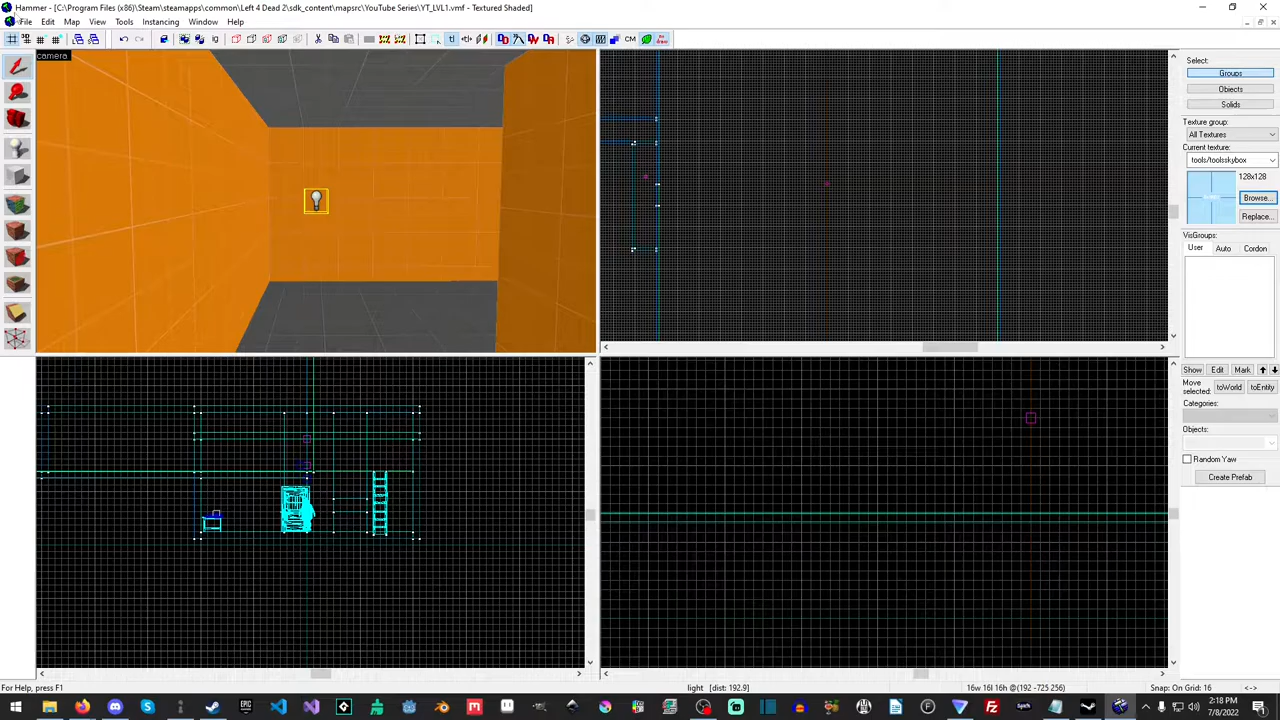 Hammer - [C:\Program Files (x86)\Steam\steamapps\common\Left 4 Dead 2\sdk_content\mapsrc\YouTube Series\YT_LVL1.vmf - Textured Shaded]
File Edit Map View Tools Instancing Window Help
tl CM
camera
Select:
Groups
Objects
Solids
Texture group:
All Textures
Current texture:
tools/toolsskybox
128x128
Browse...
Replace...
VisGroups:
User Auto Cordon
Show Edit Mark
Move selected: toWorld toEntity
Categories:
Objects:
Random Yaw
Create Prefab
For Help, press F1
light [dist: 192.9]
16w 16l 16h @(192 -725 256)
Snap: On Grid: 16
2:18 PM
7/8/2022